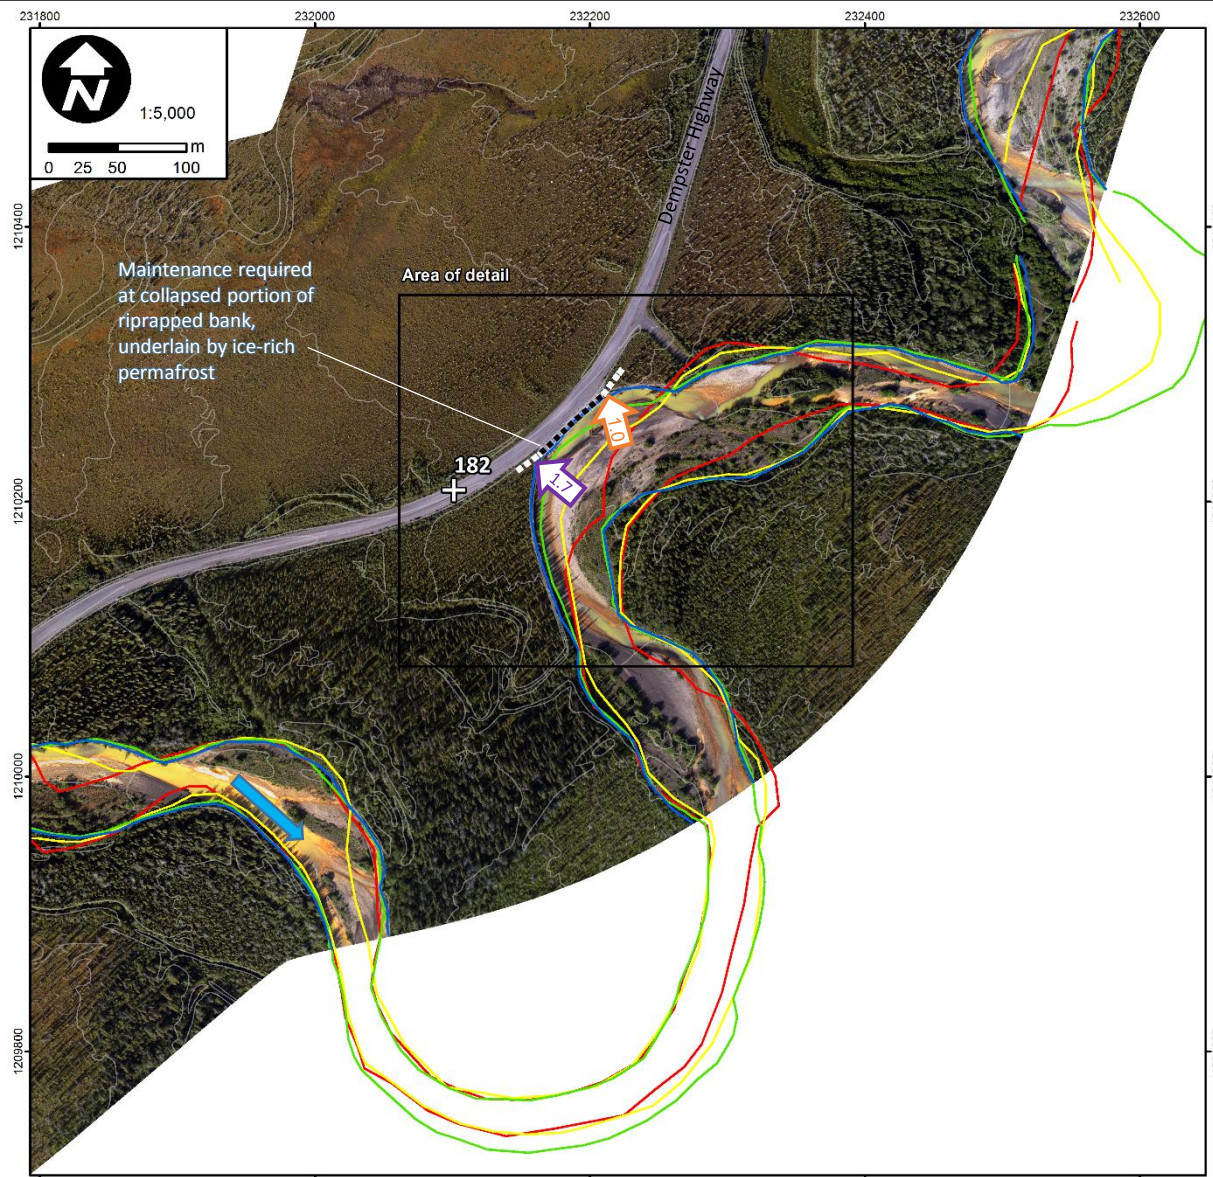 231800 232000 232200 232400 232600
N
1:5,000
m
0 25 50 100
Dempster Highway
1210400
Maintenance required
at collapsed portion of
riprapped bank,
underlain by ice-rich
permafrost
Area of detail
1.0
182
1.7
1210200
1210000
1209800